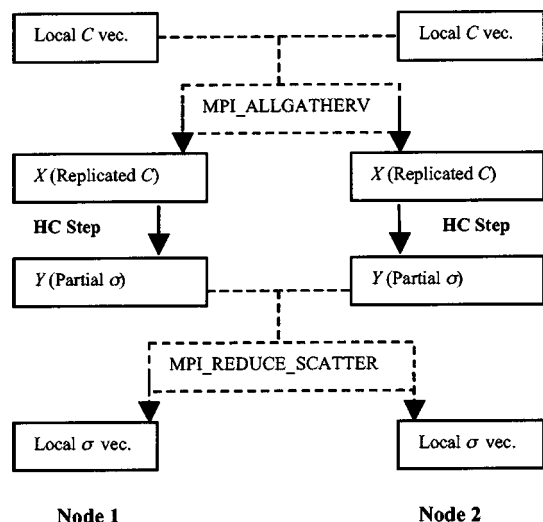 Local C vec.
Local C vec.
MPI_ALLGATHERV
X (Replicated C)
X (Replicated C)
HC Step
HC Step
Y (Partial σ)
Y (Partial σ)
MPI_REDUCE_SCATTER
Local σ vec.
Local σ vec.
Node 1
Node 2